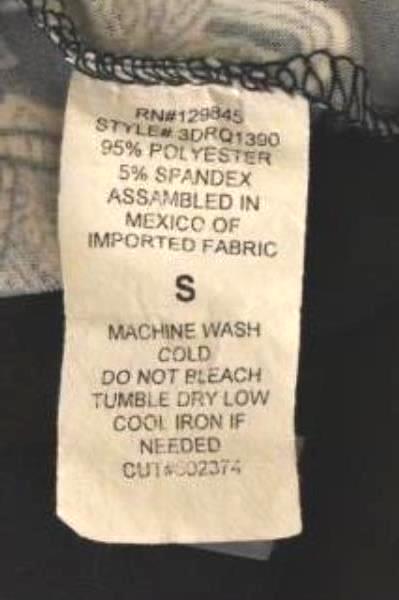 RN#129845
STYLE# 3DRQ1390
95% POLYESTER
5% SPANDEX
ASSAMBLED IN
MEXICO OF
IMPORTED FABRIC
S
MACHINE WASH
COLD
DO NOT BLEACH
TUMBLE DRY LOW
COOL IRON IF
NEEDED